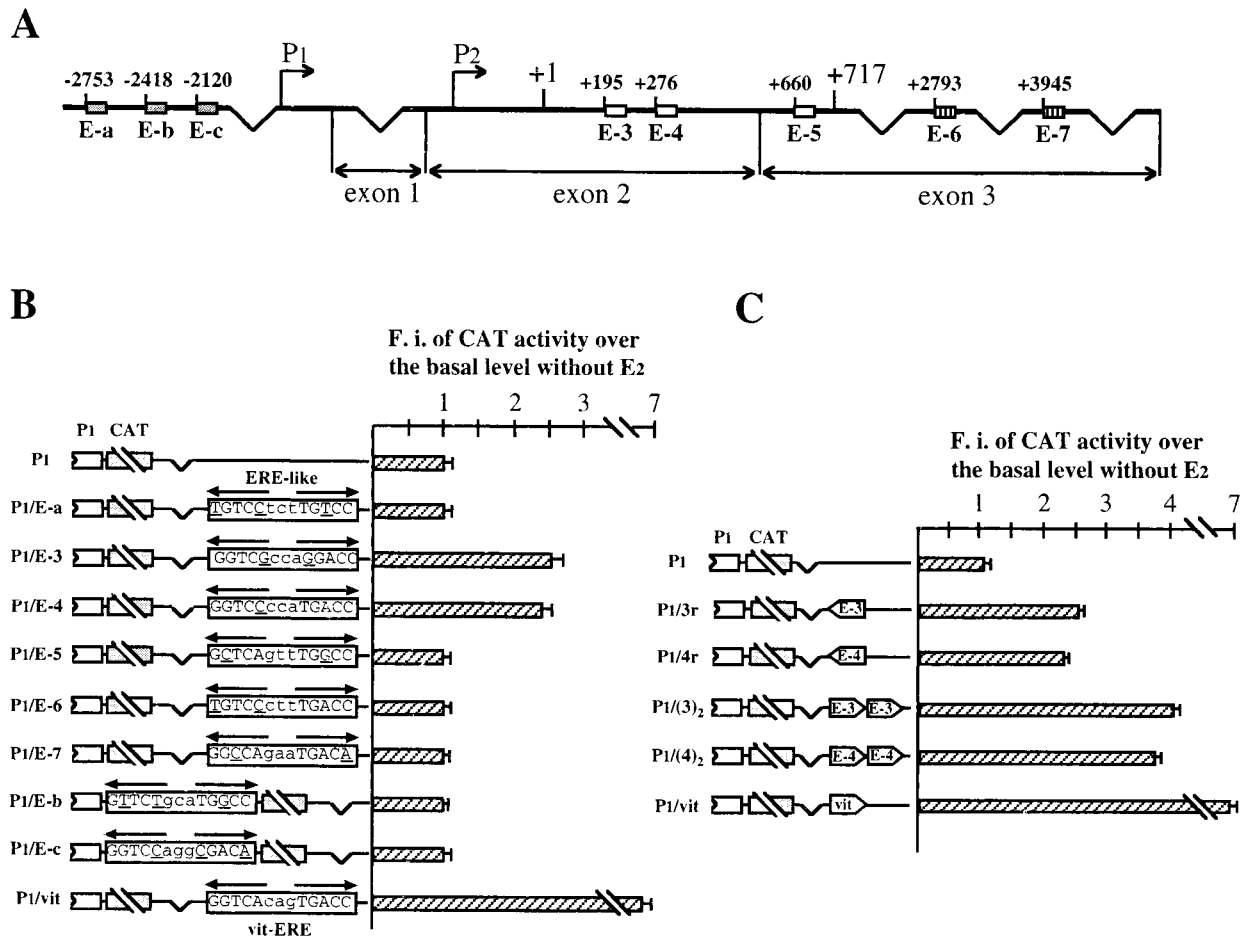 A
P1
P2
-2753 -2418 -2120
+1 +195 +276 +660 +717 +2793 +3945
E-a E-b E-c E-3 E-4 E-5 E-6 E-7
exon 1 exon 2 exon 3
B
F. i. of CAT activity over
the basal level without E2
1 2 3 7
P1 CAT
P1
ERE-like
P1/E-a TGTCCtctTGTCC
P1/E-3 GGTCGccaGGACC
P1/E-4 GGTCCccaTGACC
P1/E-5 GCTCAgttTGGCC
P1/E-6 TGTCCcttTGACC
P1/E-7 GGCCAgaaTGACA
P1/E-b GTTCTgcaTGGCC
P1/E-c GGTCCaggCGACA
P1/vit GGTCAcagTGACC
vit-ERE
C
F. i. of CAT activity over
the basal level without E2
1 2 3 4 7
P1 CAT
P1
P1/3r E-3
P1/4r E-4
P1/(3)2 E-3 E-3
P1/(4)2 E-4 E-4
P1/vit vit